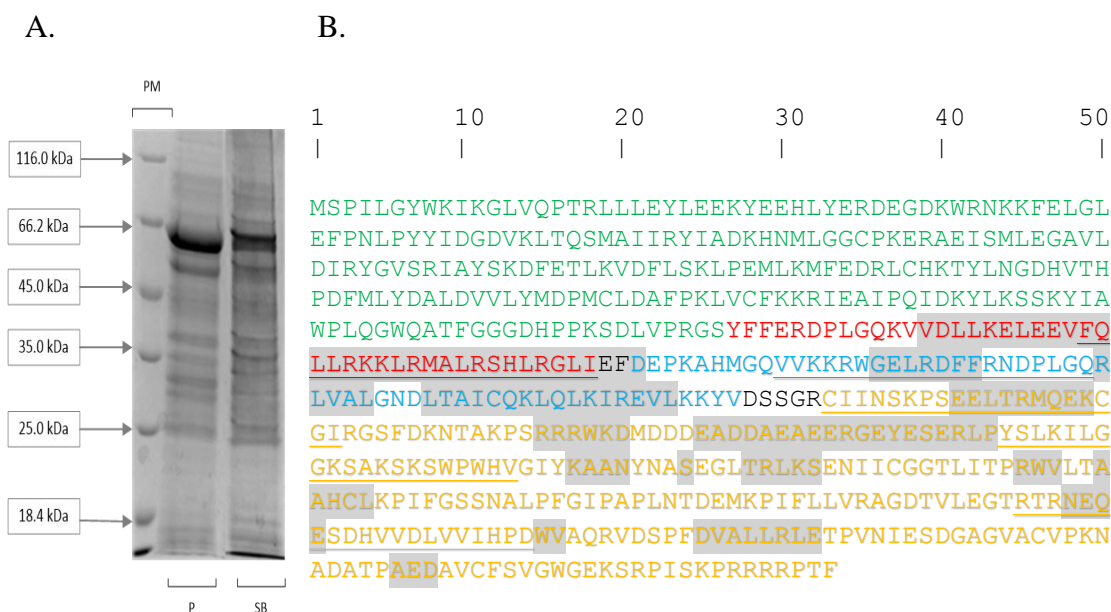 A.
PM
116.0 kDa
66.2 kDa
45.0 kDa
35.0 kDa
25.0 kDa
18.4 kDa
P SB
B.
1 10 20 30 40 50
| | | | | |
MSPILGYWKIKGLVQPTRLLLEYLEEKYEEHLYERDEGDKWRNKKFELGL
EFPNLPYYIDGDVKLTQSMAIIRYIADKHNMLGGCPKERAEISMLEGAVL
DIRYGVSRIAYSKDFETLKVDFLSKLPEMLKMFEDRLCHKTYLNGDHVTH
PDFMLYDALDVVLYMDPMCLDAFPKLVCFKKRIEAIPQIDKYLKSSKYIA
WPLQGWQATFGGGDHPPKSDLVPRGSYFFERDPLGQKVVDLLKELEEVFQ
LLRKKLRMALRSHLRGLIEFDEPKAHMGQVVKKRWGELRDFFRNDPLGQR
LVALGNDLTAICQKLQLKIREVLKKYVDSSGRCIINSKPSEELTRMQEKC
GIRGSFDKNTAKPSRRRWKDMDDDEADDAEAEERGEYESERLPYSLKILG
GKSAKSKSWPWHVGIYKAANYNASEGLTRLKSENIICGGTLITPRWVLTA
AHCLKPIFGSSNALPFGIPAPLNTDEMKPIFLLVRAGDTVLEGTRTRNEQ
ESDHVVDLVVIHPDWVAQRVDSPFDVALLRLETPVNIESDGAGVACVPKN
ADATPAEDAVCFSVGWGEKSRPISKPRRRRPTF